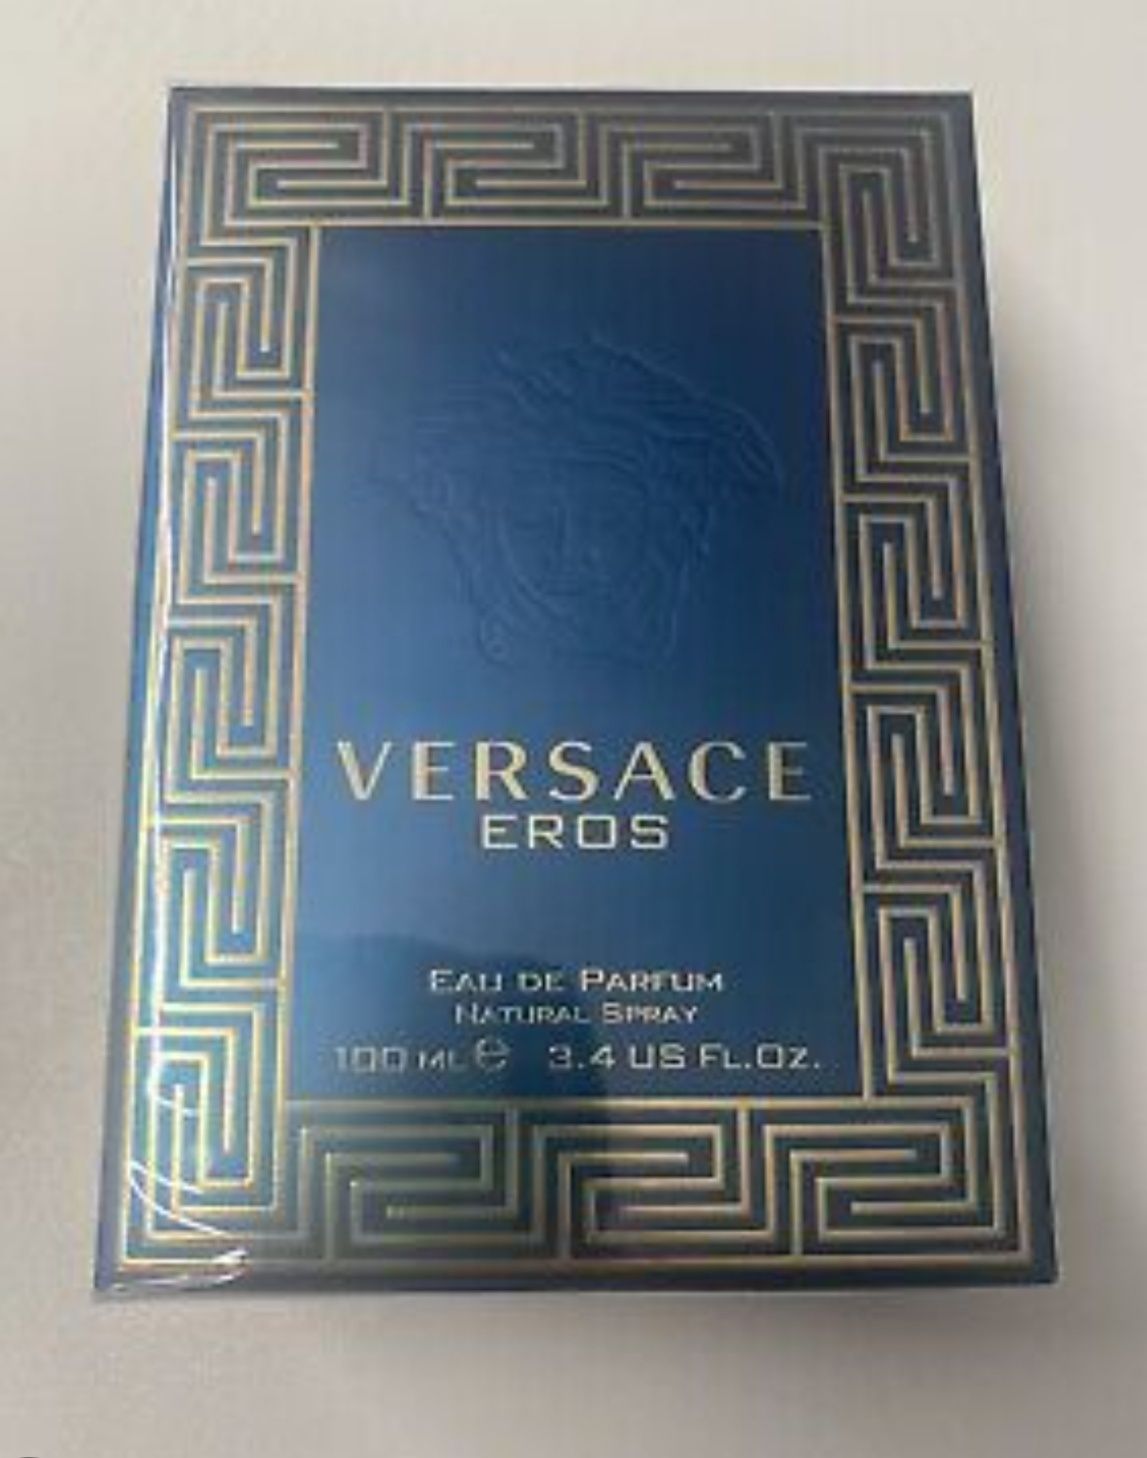 VERSACE
EROS
EAU DE PARFUM
NATURAL SPRAY
100 ML ℮ 3.4 US FL.OZ.